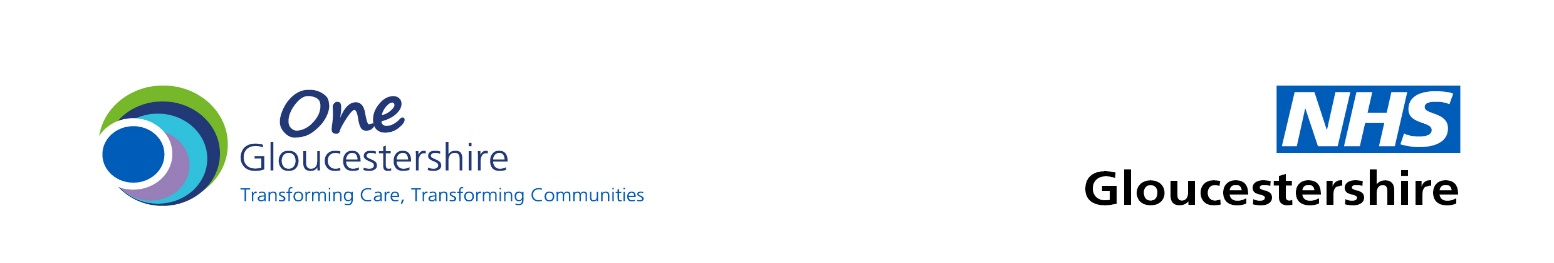 One
Gloucestershire
Transforming Care, Transforming Communities
NHS
Gloucestershire